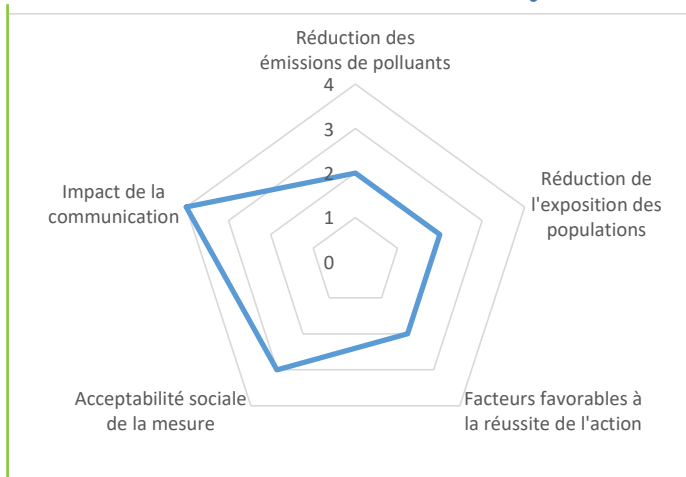 Réduction des
émissions de polluants
4
3
2
1
0
Réduction de
l'exposition des
populations
Facteurs favorables à
la réussite de l'action
Acceptabilité sociale
de la mesure
Impact de la
communication